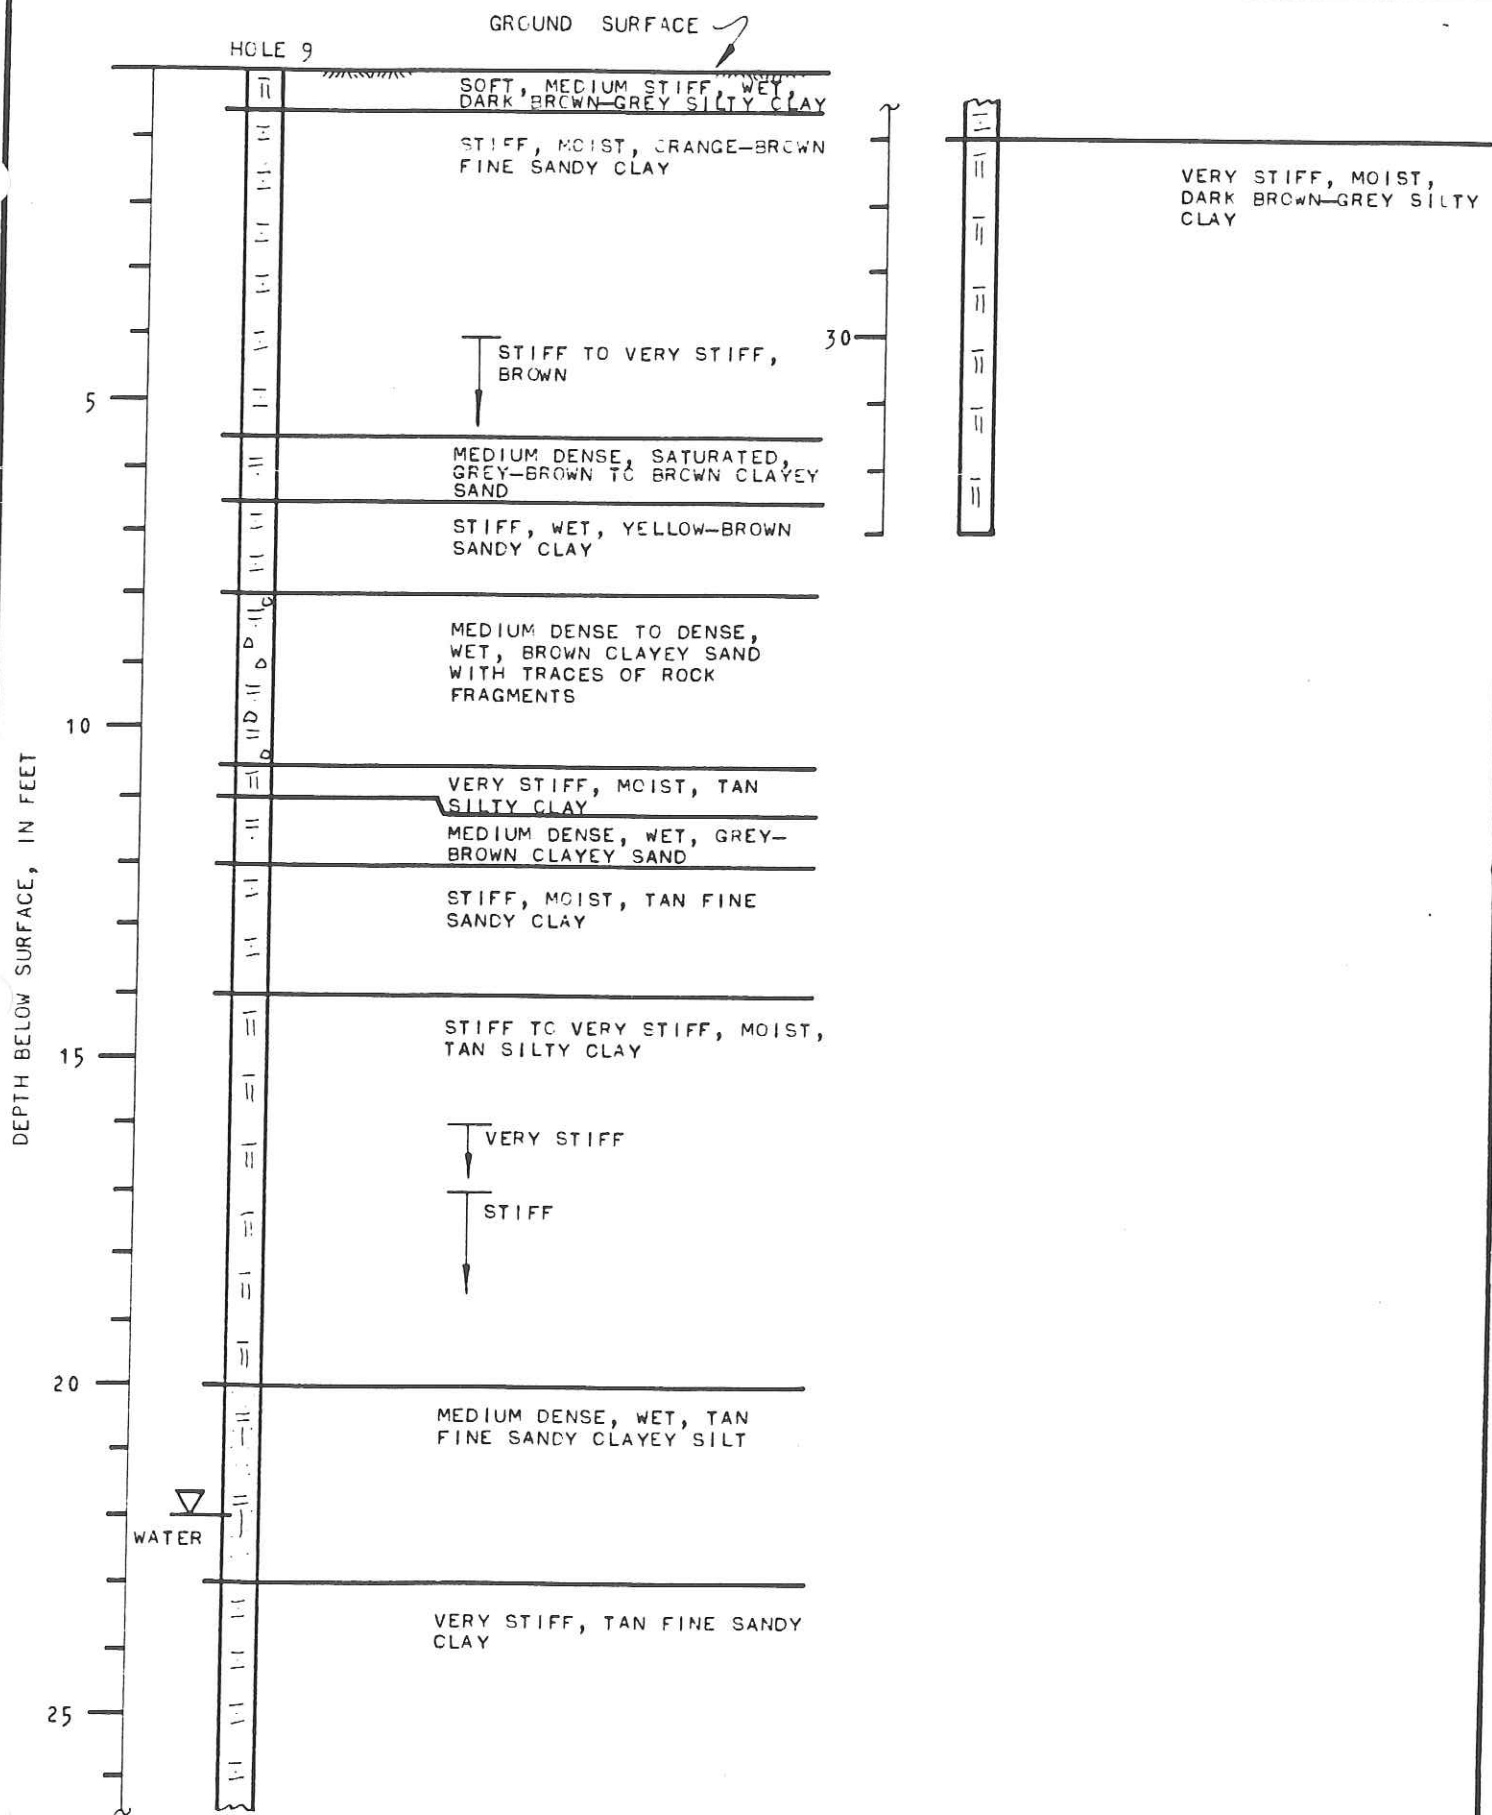 GROUND SURFACE
HOLE 9
SOFT, MEDIUM STIFF, WET,
DARK BROWN-GREY SILTY CLAY
STIFF, MOIST, ORANGE-BROWN
FINE SANDY CLAY
STIFF TO VERY STIFF,
BROWN
5
MEDIUM DENSE, SATURATED,
GREY-BROWN TO BROWN CLAYEY
SAND
STIFF, WET, YELLOW-BROWN
SANDY CLAY
MEDIUM DENSE TO DENSE,
WET, BROWN CLAYEY SAND
WITH TRACES OF ROCK
FRAGMENTS
10
VERY STIFF, MOIST, TAN
SILTY CLAY
MEDIUM DENSE, WET, GREY-
BROWN CLAYEY SAND
STIFF, MOIST, TAN FINE
SANDY CLAY
DEPTH BELOW SURFACE, IN FEET
STIFF TO VERY STIFF, MOIST,
TAN SILTY CLAY
15
VERY STIFF
STIFF
20
MEDIUM DENSE, WET, TAN
FINE SANDY CLAYEY SILT
WATER
VERY STIFF, TAN FINE SANDY
CLAY
25
VERY STIFF, MOIST,
DARK BROWN-GREY SILTY
CLAY
30